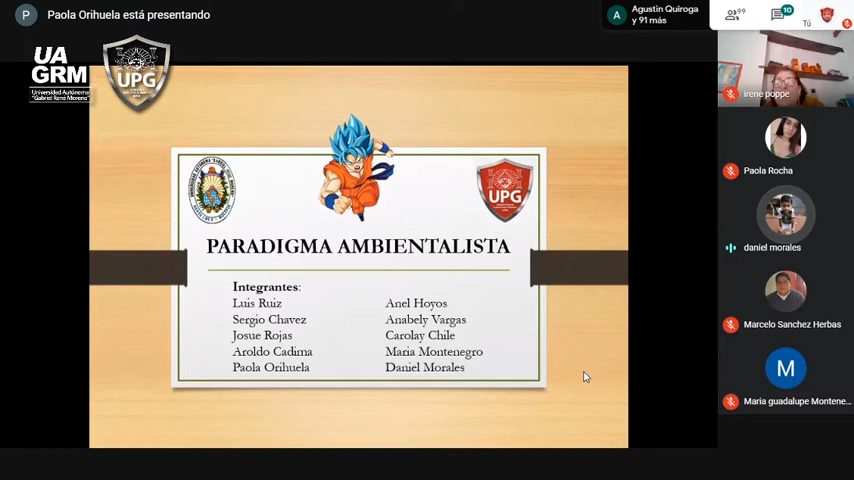 P Paola Orihuela está presentando
A Agustin Quiroga
y 91 más
99
10
Tú
UA
GRM
Universidad Autónoma
"Gabriel René Moreno"
UPG
irene poppe
Paola Rocha
daniel morales
Marcelo Sanchez Herbas
M
Maria guadalupe Montene...
UPG
PARADIGMA AMBIENTALISTA
Integrantes:
Luis Ruiz
Sergio Chavez
Josue Rojas
Aroldo Cadima
Paola Orihuela
Anel Hoyos
Anabely Vargas
Carolay Chile
Maria Montenegro
Daniel Morales